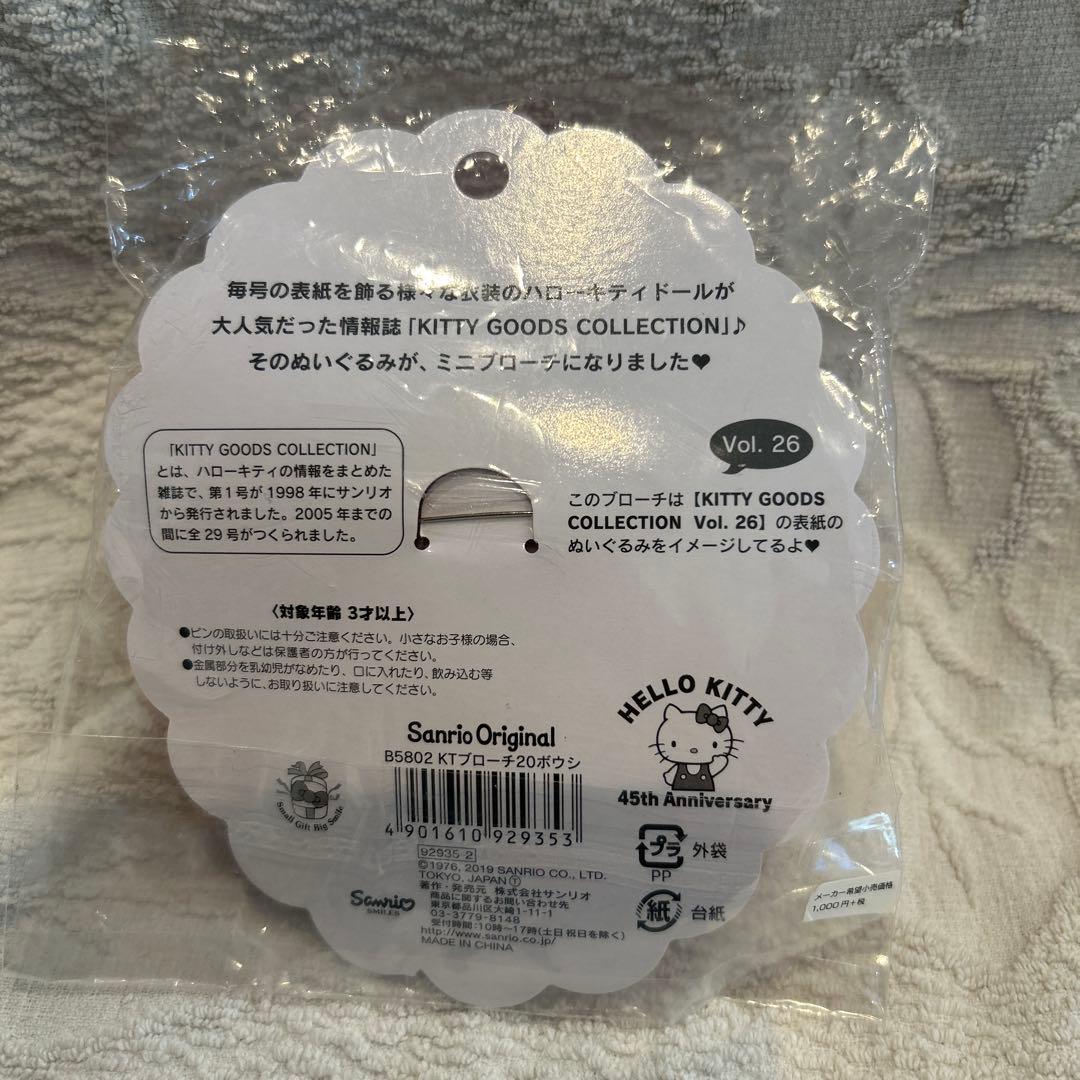 毎号の表紙を飾る様々な衣装のハローキティドールが
大人気だった情報誌「KITTY GOODS COLLECTION」♪
そのぬいぐるみが、ミニブローチになりました♥
「KITTY GOODS COLLECTION」
とは、ハローキティの情報をまとめた
雑誌で、第1号が1998年にサンリオ
から発行されました。2005年までの
間に全29号がつくられました。
Vol. 26
このブローチは【KITTY GOODS
COLLECTION Vol. 26】の表紙の
ぬいぐるみをイメージしてるよ♥
〈対象年齢 3才以上〉
●ピンの取扱いには十分ご注意ください。小さなお子様の場合、
付け外しなどは保護者の方が行ってください。
●金属部分を乳幼児がなめたり、口に入れたり、飲み込む等
しないように、お取り扱いに注意してください。
HELLO KITTY
45th Anniversary
Sanrio Original
B5802 KTブローチ20ボウシ
4 901610 929353
Small Gift Big Smile
92935 2
©1976, 2019 SANRIO CO., LTD.
TOKYO, JAPAN Ⓣ
著作・発売元 株式会社サンリオ
商品に関するお問い合わせ先
東京都品川区大崎1-11-1
03-3779-8148
受付時間:10時〜17時(土日祝日を除く)
http://www.sanrio.co.jp/
MADE IN CHINA
Sanrio
SMILES
プラ 外袋
PP
紙 台紙
メーカー希望小売価格
1,000円+税